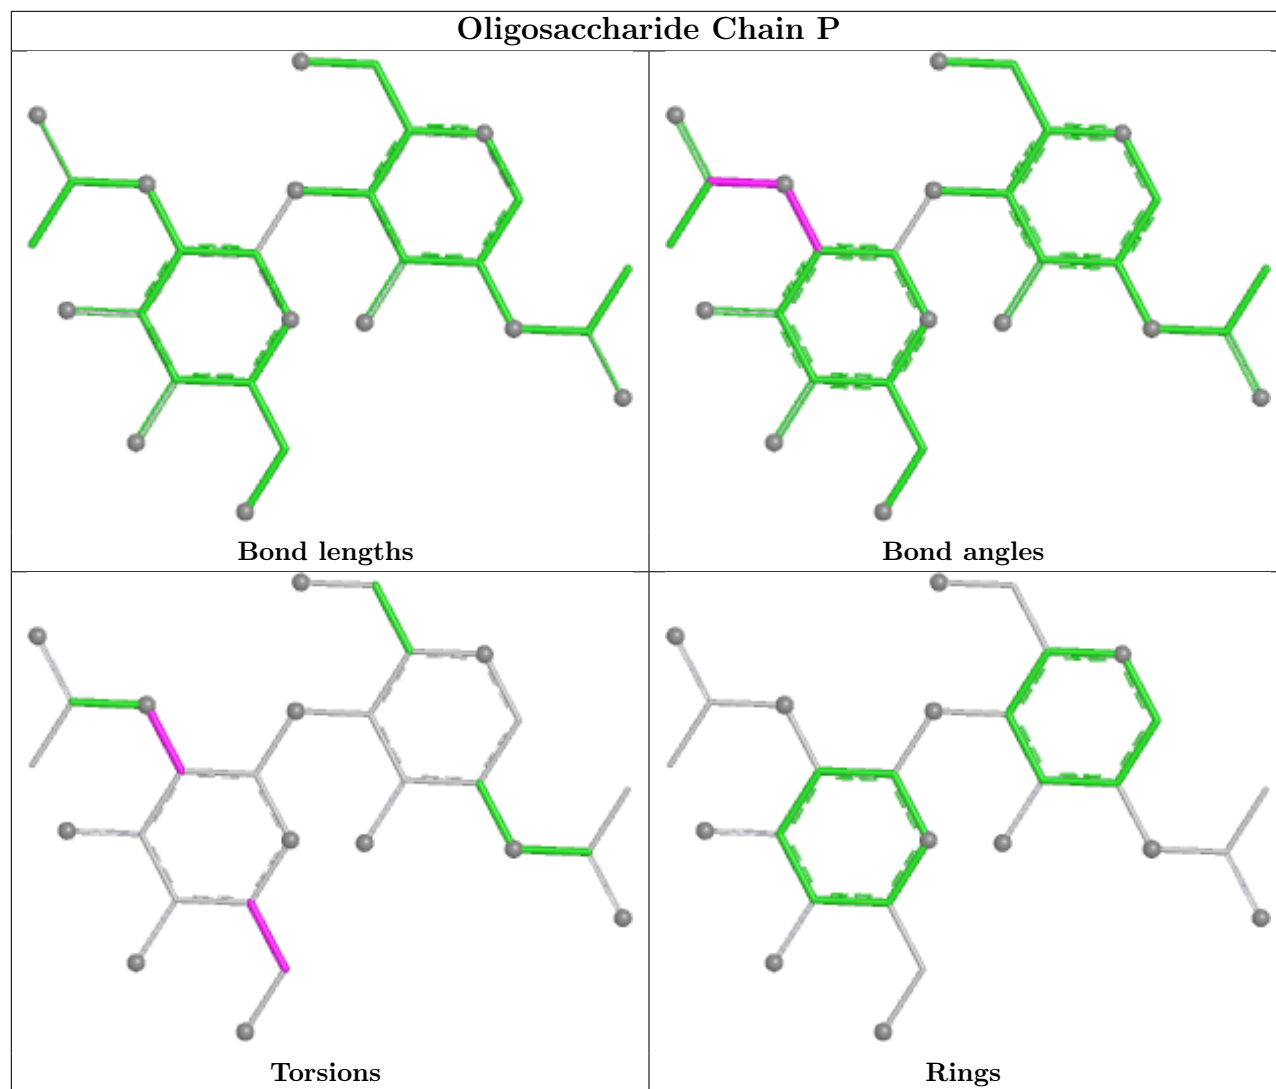 Oligosaccharide Chain P
Bond lengths
Bond angles
Torsions
Rings